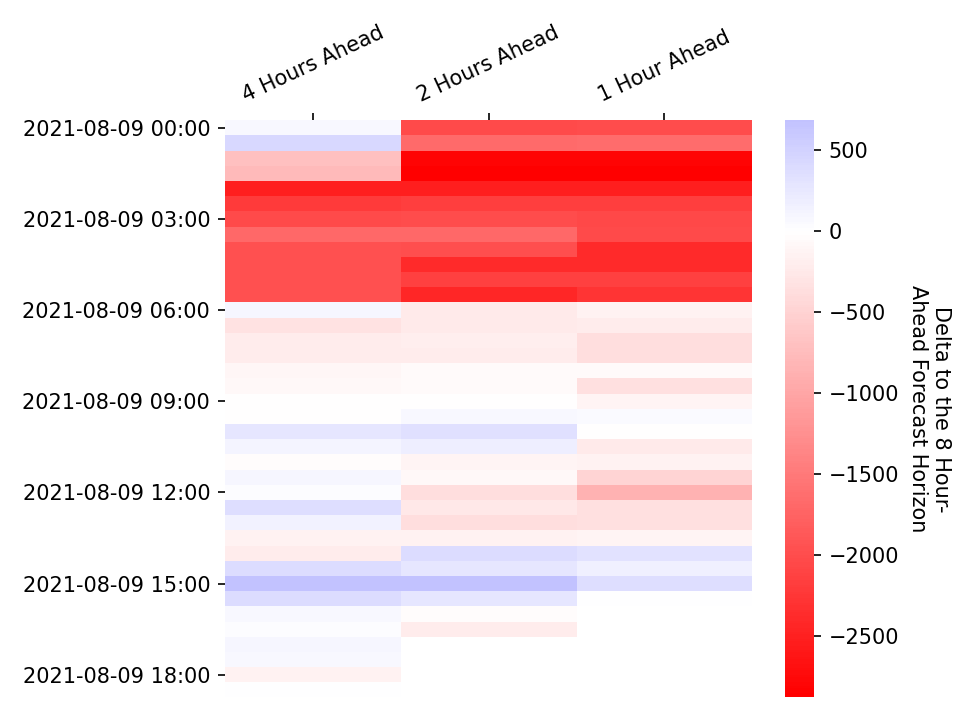 4 Hours Ahead
2 Hours Ahead
1 Hour Ahead
2021-08-09 00:00
2021-08-09 03:00
2021-08-09 06:00
2021-08-09 09:00
2021-08-09 12:00
2021-08-09 15:00
2021-08-09 18:00
500
0
−500
−1000
−1500
−2000
−2500
Delta to the 8 Hour-
Ahead Forecast Horizon